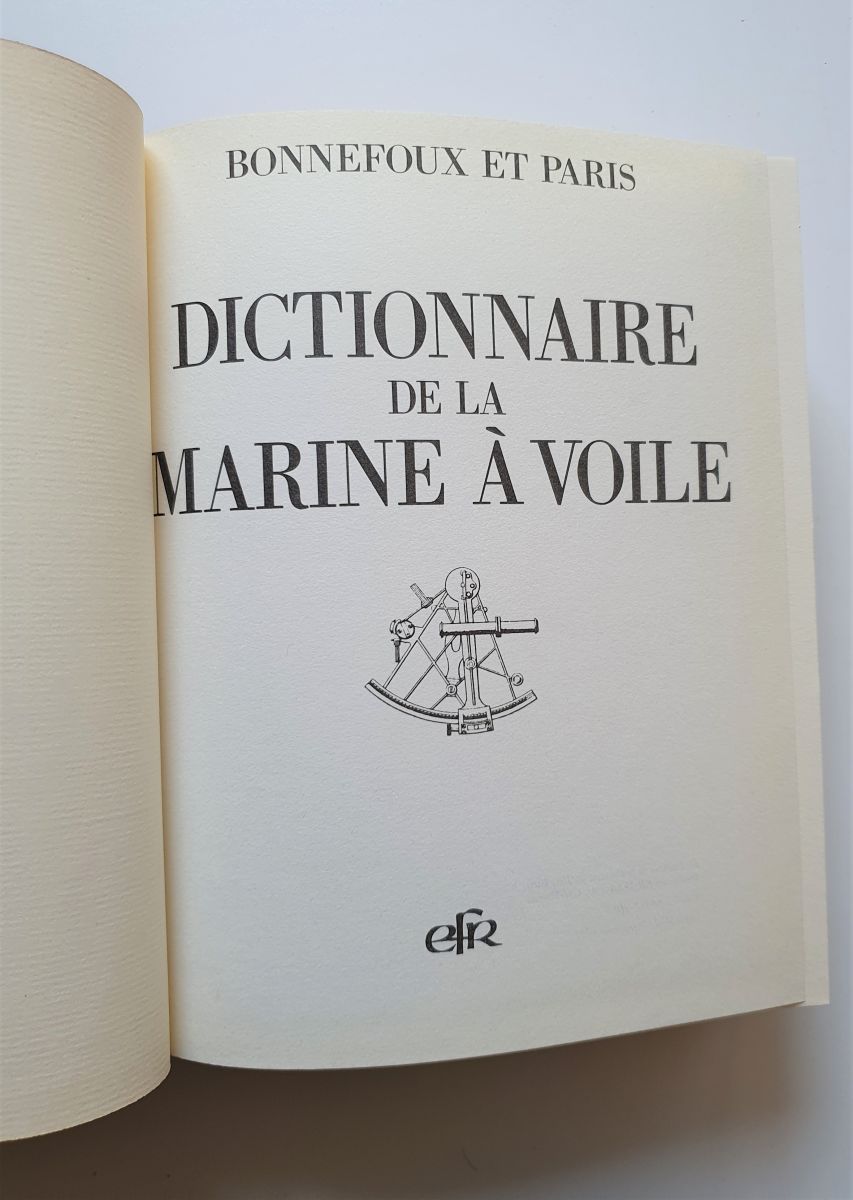 BONNEFOUX ET PARIS
DICTIONNAIRE
DE LA
MARINE À VOILE
efr